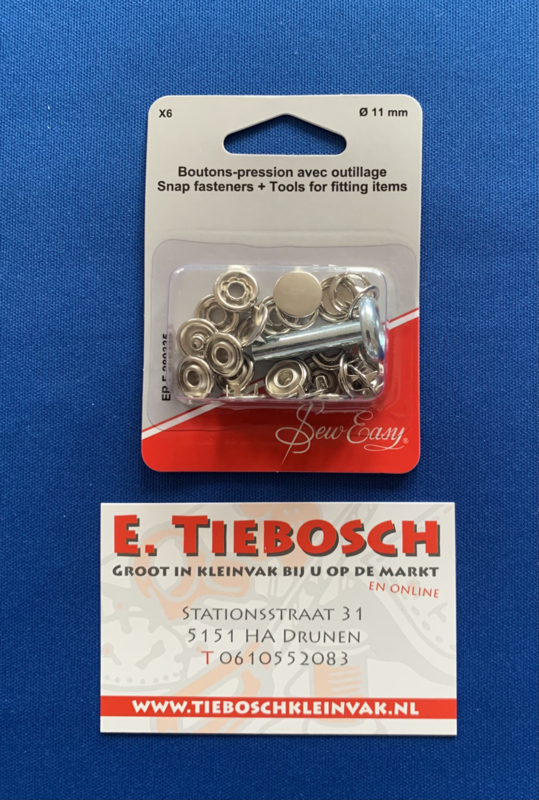 X6 Ø 11 mm
Boutons-pression avec outillage
Snap fasteners + Tools for fitting items
Sew Easy®
E. TIEBOSCH
GROOT IN KLEINVAK BIJ U OP DE MARKT
EN ONLINE
STATIONSSTRAAT 31
5151 HA DRUNEN
T 0610552083
WWW.TIEBOSCHKLEINVAK.NL